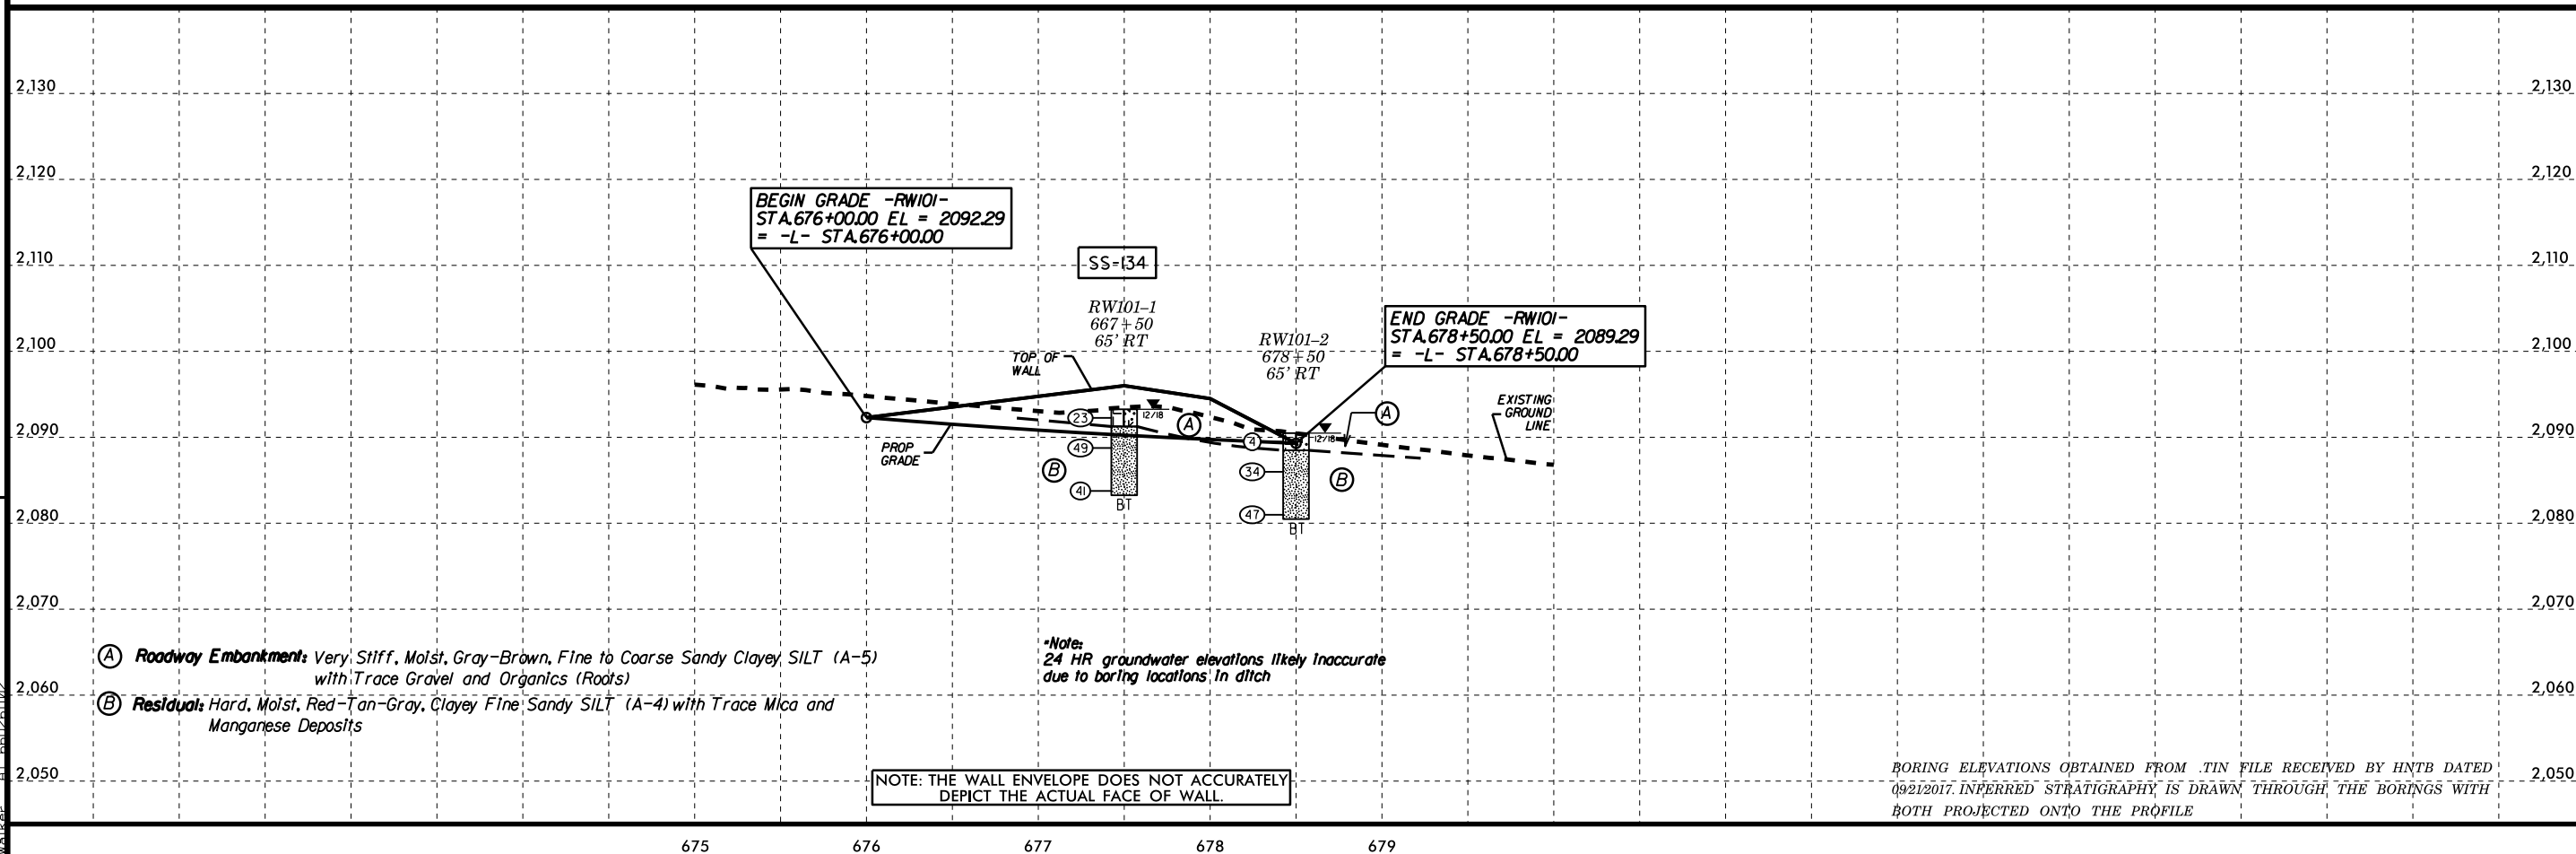 2,130
2,130
2,120
2,120
BEGIN GRADE -RW101-
STA.676+00.00 EL = 2092.29
= -L- STA.676+00.00
2,110
2,110
SS-134
RW101-1
667+50
65' RT
END GRADE -RW101-
STA.678+50.00 EL = 2089.29
= -L- STA.678+50.00
RW101-2
678+50
65' RT
2,100
2,100
TOP OF
WALL
EXISTING
GROUND
LINE
23
12/18
A
A
4
12/18
2,090
2,090
PROP
GRADE
49
B
34
B
41
BT
47
BT
2,080
2,080
2,070
2,070
A Roadway Embankment: Very Stiff, Moist, Gray-Brown, Fine to Coarse Sandy Clayey SILT (A-5)
with Trace Gravel and Organics (Roots)
*Note:
24 HR groundwater elevations likely inaccurate
due to boring locations in ditch
2,060
2,060
B Residual: Hard, Moist, Red-Tan-Gray, Clayey Fine Sandy SILT (A-4) with Trace Mica and
Manganese Deposits
2,050
2,050
NOTE: THE WALL ENVELOPE DOES NOT ACCURATELY
DEPICT THE ACTUAL FACE OF WALL.
BORING ELEVATIONS OBTAINED FROM .TIN FILE RECEIVED BY HNTB DATED
09/21/2017. INFERRED STRATIGRAPHY IS DRAWN THROUGH THE BORINGS WITH
BOTH PROJECTED ONTO THE PROFILE
675 676 677 678 679